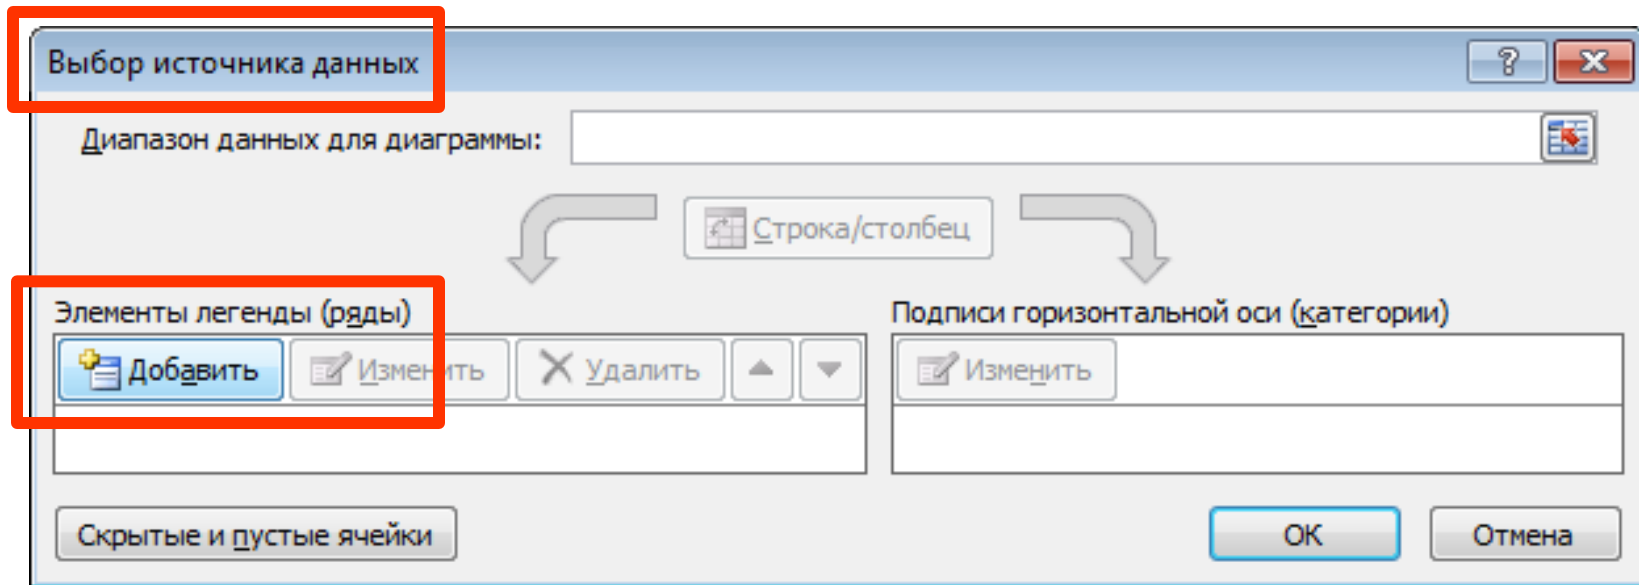 Выбор источника данных
Диапазон данных для диаграммы:
Строка/столбец
Элементы легенды (ряды)
Подписи горизонтальной оси (категории)
Добавить Изменить Удалить
Изменить
Скрытые и пустые ячейки
ОК Отмена